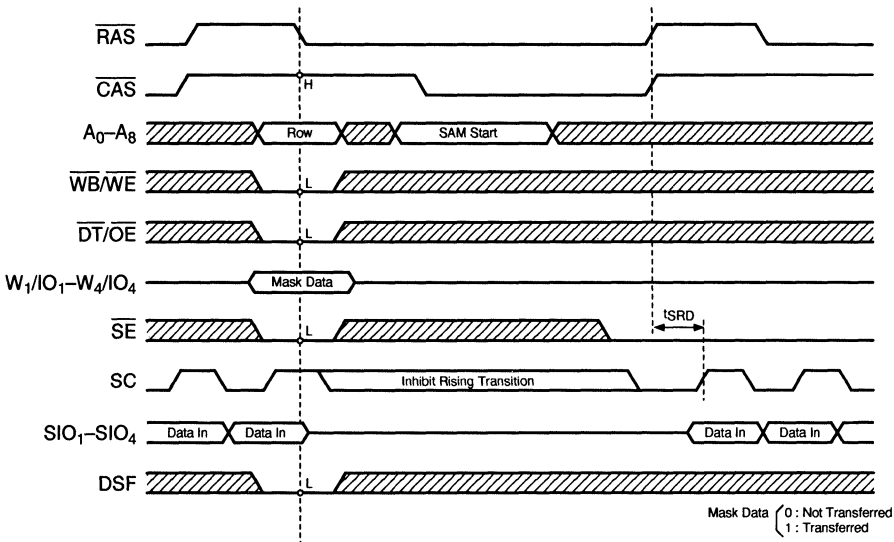 RAS
CAS
H
A0–A8
Row
SAM Start
WB/WE
L
DT/OE
L
W1/IO1–W4/IO4
Mask Data
SE
L
tSRD
SC
Inhibit Rising Transition
SIO1–SIO4
Data In
Data In
Data In
Data In
DSF
L
Mask Data
0 : Not Transferred
1 : Transferred